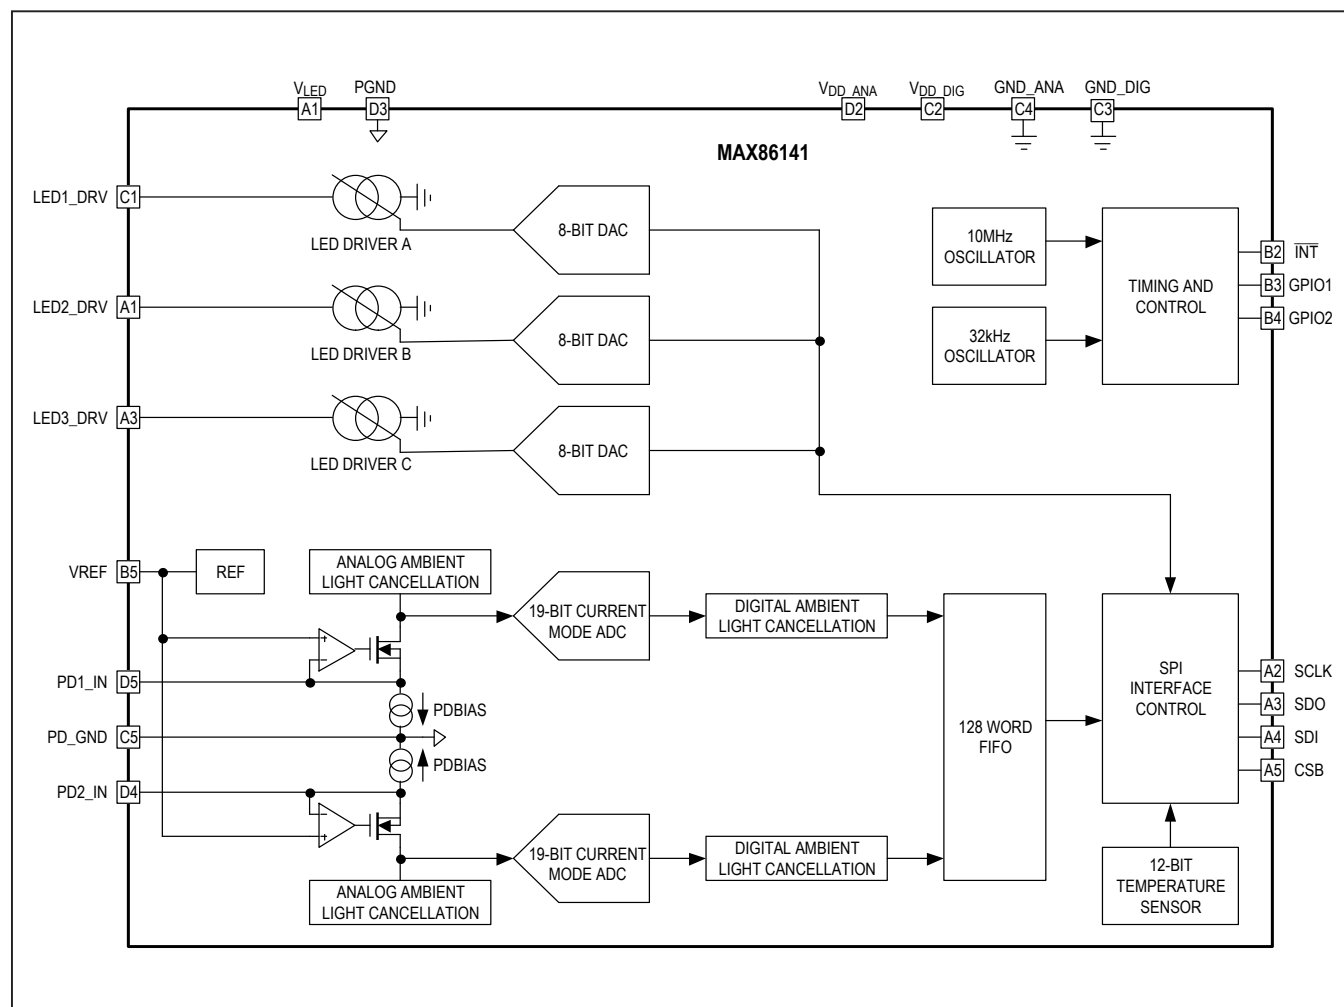 VLED
PGND
VDD_ANA
VDD_DIG
GND_ANA
GND_DIG
A1
D3
D2
C2
C4
C3
MAX86141
LED1_DRV
C1
LED DRIVER A
8-BIT DAC
10MHz
OSCILLATOR
TIMING AND
CONTROL
B2
INT
B3
GPIO1
B4
GPIO2
LED2_DRV
A1
LED DRIVER B
8-BIT DAC
32kHz
OSCILLATOR
LED3_DRV
A3
LED DRIVER C
8-BIT DAC
VREF
B5
REF
ANALOG AMBIENT
LIGHT CANCELLATION
19-BIT CURRENT
MODE ADC
DIGITAL AMBIENT
LIGHT CANCELLATION
+
-
PD1_IN
D5
PDBIAS
PD_GND
C5
PDBIAS
PD2_IN
D4
-
+
128 WORD
FIFO
SPI
INTERFACE
CONTROL
A2
SCLK
A3
SDO
A4
SDI
A5
CSB
19-BIT CURRENT
MODE ADC
DIGITAL AMBIENT
LIGHT CANCELLATION
ANALOG AMBIENT
LIGHT CANCELLATION
12-BIT
TEMPERATURE
SENSOR